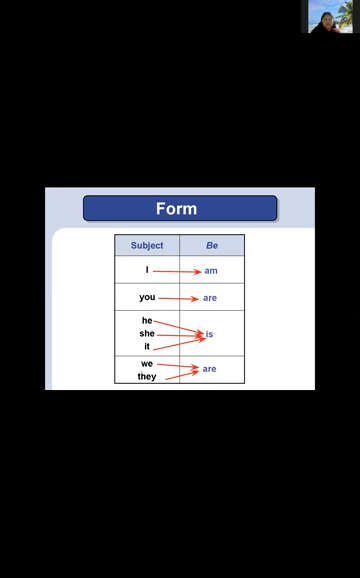 Form
Subject Be
I am
you are
he
she is
it
we
they are